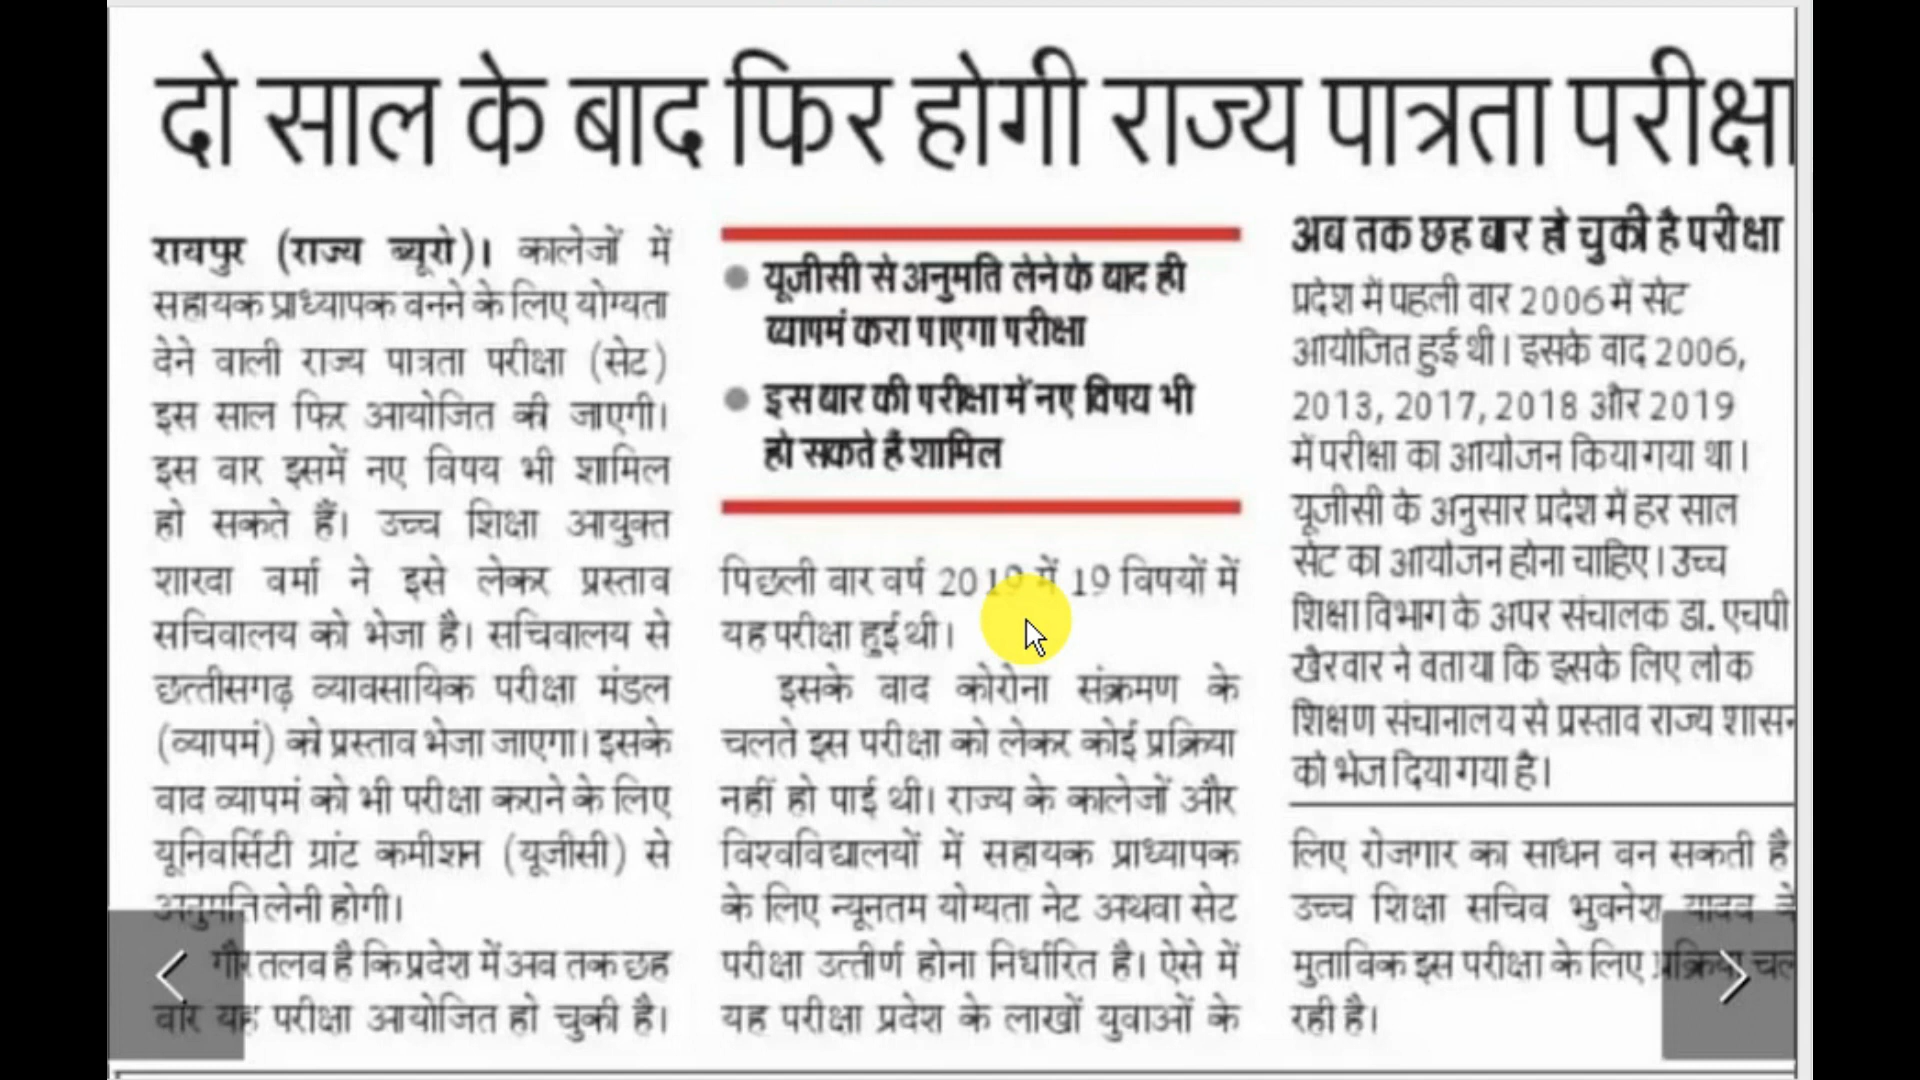 दो साल के बाद फिर होगी राज्य पात्रता परीक्षा
रायपुर (राज्य ब्यूरो)। कालेजों में
सहायक प्राध्यापक बनने के लिए योग्यता
देने वाली राज्य पात्रता परीक्षा (सेट)
इस साल फिर आयोजित की जाएगी।
इस बार इसमें नए विषय भी शामिल
हो सकते हैं। उच्च शिक्षा आयुक्त
शारदा वर्मा ने इसे लेकर प्रस्ताव
सचिवालय को भेजा है। सचिवालय से
छत्तीसगढ़ व्यावसायिक परीक्षा मंडल
(व्यापमं) को प्रस्ताव भेजा जाएगा। इसके
बाद व्यापमं को भी परीक्षा कराने के लिए
यूनिवर्सिटी ग्रांट कमीशन (यूजीसी) से
अनुमति लेनी होगी।
गौरतलब है कि प्रदेश में अब तक छह
बार यह परीक्षा आयोजित हो चुकी है।
यूजीसी से अनुमति लेने के बाद ही
व्यापमं करा पाएगा परीक्षा
इस बार की परीक्षा में नए विषय भी
हो सकते हैं शामिल
पिछली बार वर्ष 2019 में 19 विषयों में
यह परीक्षा हुई थी।
इसके बाद कोरोना संक्रमण के
चलते इस परीक्षा को लेकर कोई प्रक्रिया
नहीं हो पाई थी। राज्य के कालेजों और
विश्वविद्यालयों में सहायक प्राध्यापक
के लिए न्यूनतम योग्यता नेट अथवा सेट
परीक्षा उत्तीर्ण होना निर्धारित है। ऐसे में
यह परीक्षा प्रदेश के लाखों युवाओं के
अब तक छह बार हो चुकी है परीक्षा
प्रदेश में पहली बार 2006 में सेट
आयोजित हुई थी। इसके बाद 2006,
2013, 2017, 2018 और 2019
में परीक्षा का आयोजन किया गया था।
यूजीसी के अनुसार प्रदेश में हर साल
सेट का आयोजन होना चाहिए। उच्च
शिक्षा विभाग के अपर संचालक डा. एचपी
खैरवार ने बताया कि इसके लिए लोक
शिक्षण संचानालय से प्रस्ताव राज्य शासन
को भेज दिया गया है।
लिए रोजगार का साधन बन सकती है
उच्च शिक्षा सचिव भुवनेश यादव के
मुताबिक इस परीक्षा के लिए प्रक्रिया चल
रही है।